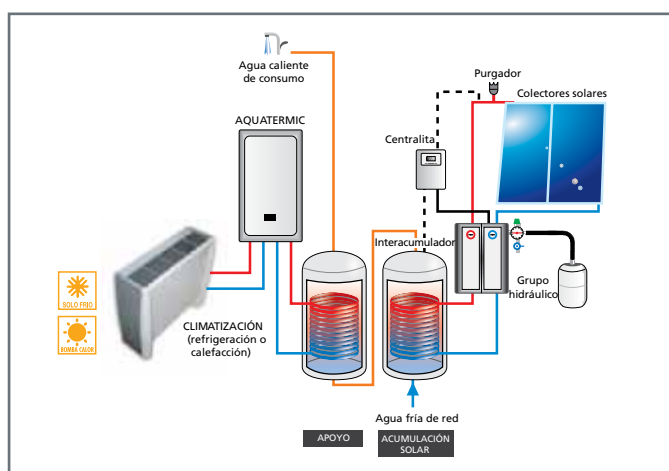 Agua caliente
de consumo
Purgador
Colectores solares
AQUATERMIC
Centralita
Interacumulador
Grupo
hidráulico
SOLO FRIO
BOMBA CALOR
CLIMATIZACIÓN
(refrigeración o
calefacción)
Agua fría de red
APOYO
ACUMULACIÓN
SOLAR